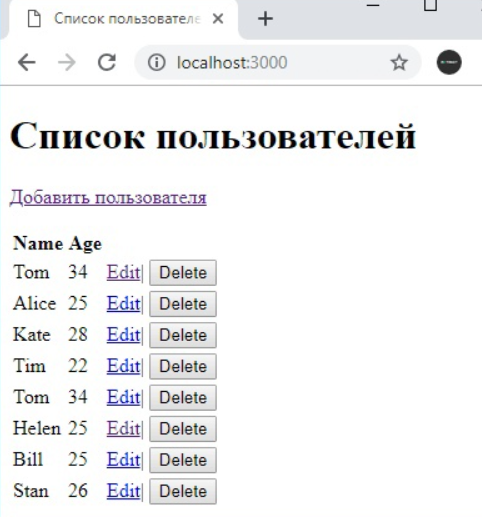 Список пользовател
localhost:3000
Список пользователей
Добавить пользователя
Name Age
Tom 34 Edit| Delete
Alice 25 Edit| Delete
Kate 28 Edit| Delete
Tim 22 Edit| Delete
Tom 34 Edit| Delete
Helen 25 Edit| Delete
Bill 25 Edit| Delete
Stan 26 Edit| Delete